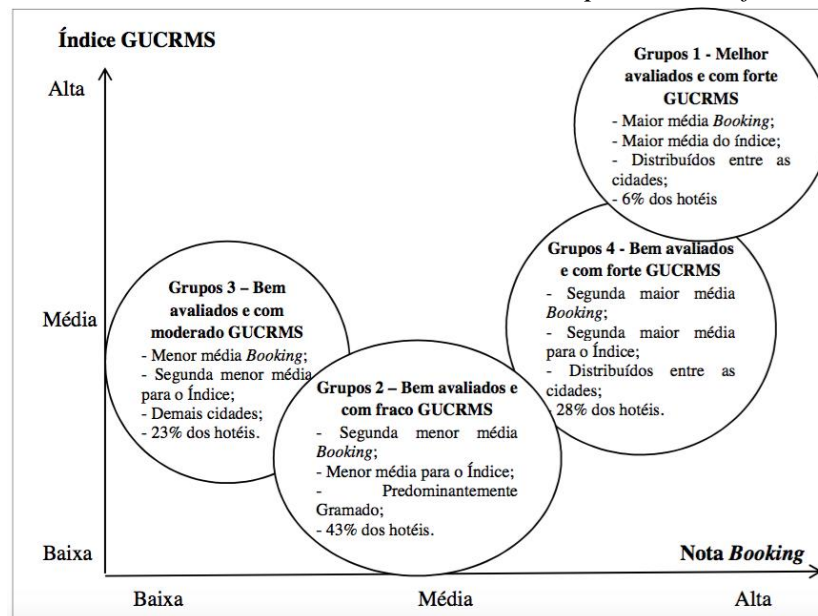 Índice GUCRMS
Alta
Média
Baixa
Grupos 1 - Melhor
avaliados e com forte
GUCRMS
- Maior média Booking;
- Maior média do índice;
- Distribuídos entre as
cidades;
- 6% dos hotéis
Grupos 4 - Bem avaliados
e com forte GUCRMS
- Segunda maior média
Booking;
- Segunda maior média
para o Índice;
- Distribuídos entre as
cidades;
- 28% dos hotéis.
Grupos 3 – Bem
avaliados e com
moderado GUCRMS
- Menor média Booking;
- Segunda menor média
para o Índice;
- Demais cidades;
- 23% dos hotéis.
Grupos 2 – Bem avaliados e
com fraco GUCRMS
- Segunda menor média
Booking;
- Menor média para o Índice;
- Predominantemente
Gramado;
- 43% dos hotéis.
Nota Booking
Baixa
Média
Alta